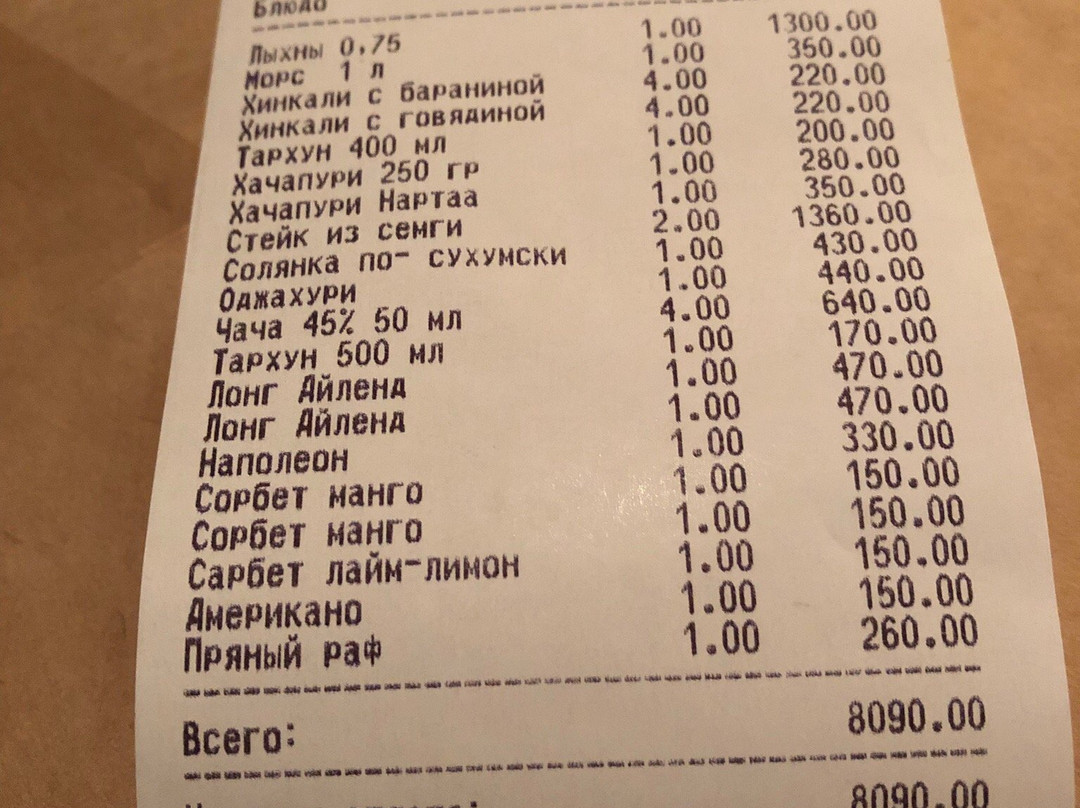 Блюдо
Лыхны 0,75 1.00 1300.00
Морс 1 л 1.00 350.00
Хинкали с бараниной 4.00 220.00
Хинкали с говядиной 4.00 220.00
Тархун 400 мл 1.00 200.00
Хачапури 250 гр 1.00 280.00
Хачапури Нартаа 1.00 350.00
Стейк из семги 2.00 1360.00
Солянка по- сухумски 1.00 430.00
Оджахури 1.00 440.00
Чача 45% 50 мл 4.00 640.00
Тархун 500 мл 1.00 170.00
Лонг Айленд 1.00 470.00
Лонг Айленд 1.00 470.00
Наполеон 1.00 330.00
Сорбет манго 1.00 150.00
Сорбет манго 1.00 150.00
Сарбет лайм-лимон 1.00 150.00
Американо 1.00 150.00
Пряный раф 1.00 260.00
Всего: 8090.00
8090.00